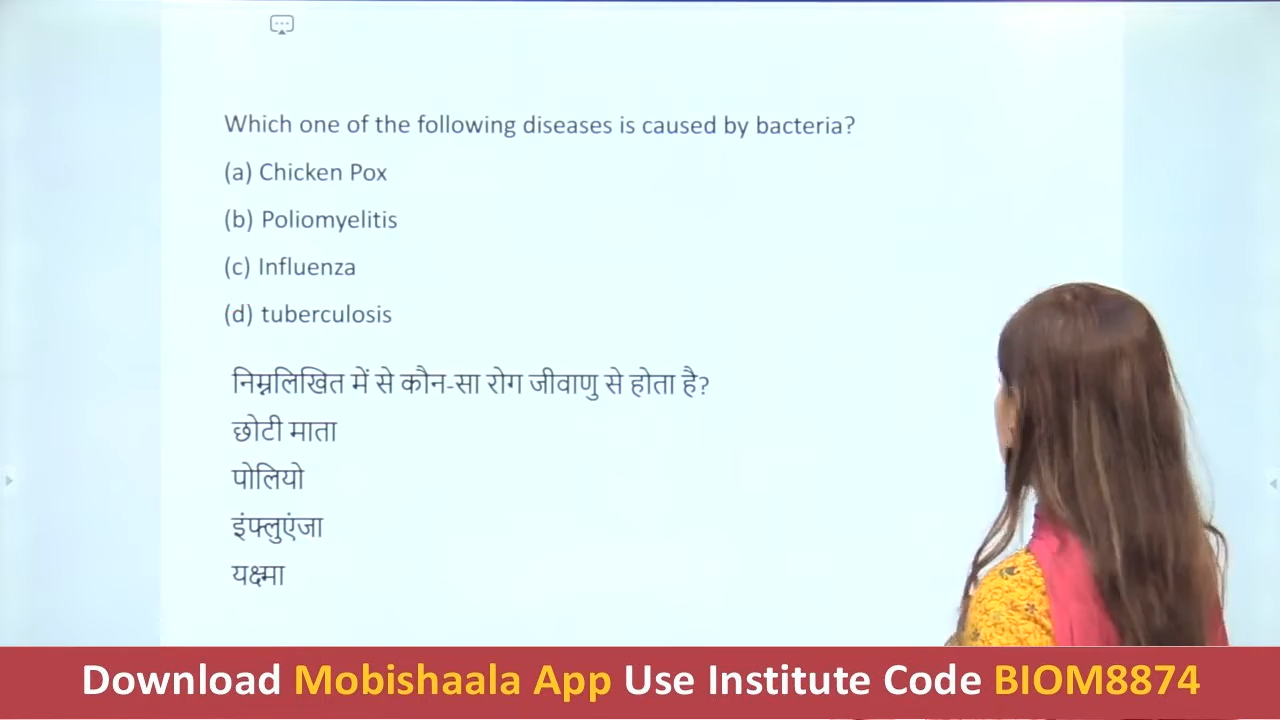 Which one of the following diseases is caused by bacteria?
(a) Chicken Pox
(b) Poliomyelitis
(c) Influenza
(d) tuberculosis
निम्नलिखित में से कौन-सा रोग जीवाणु से होता है?
छोटी माता
पोलियो
इंफ्लुएंजा
यक्ष्मा
Download Mobishaala App Use Institute Code BIOM8874